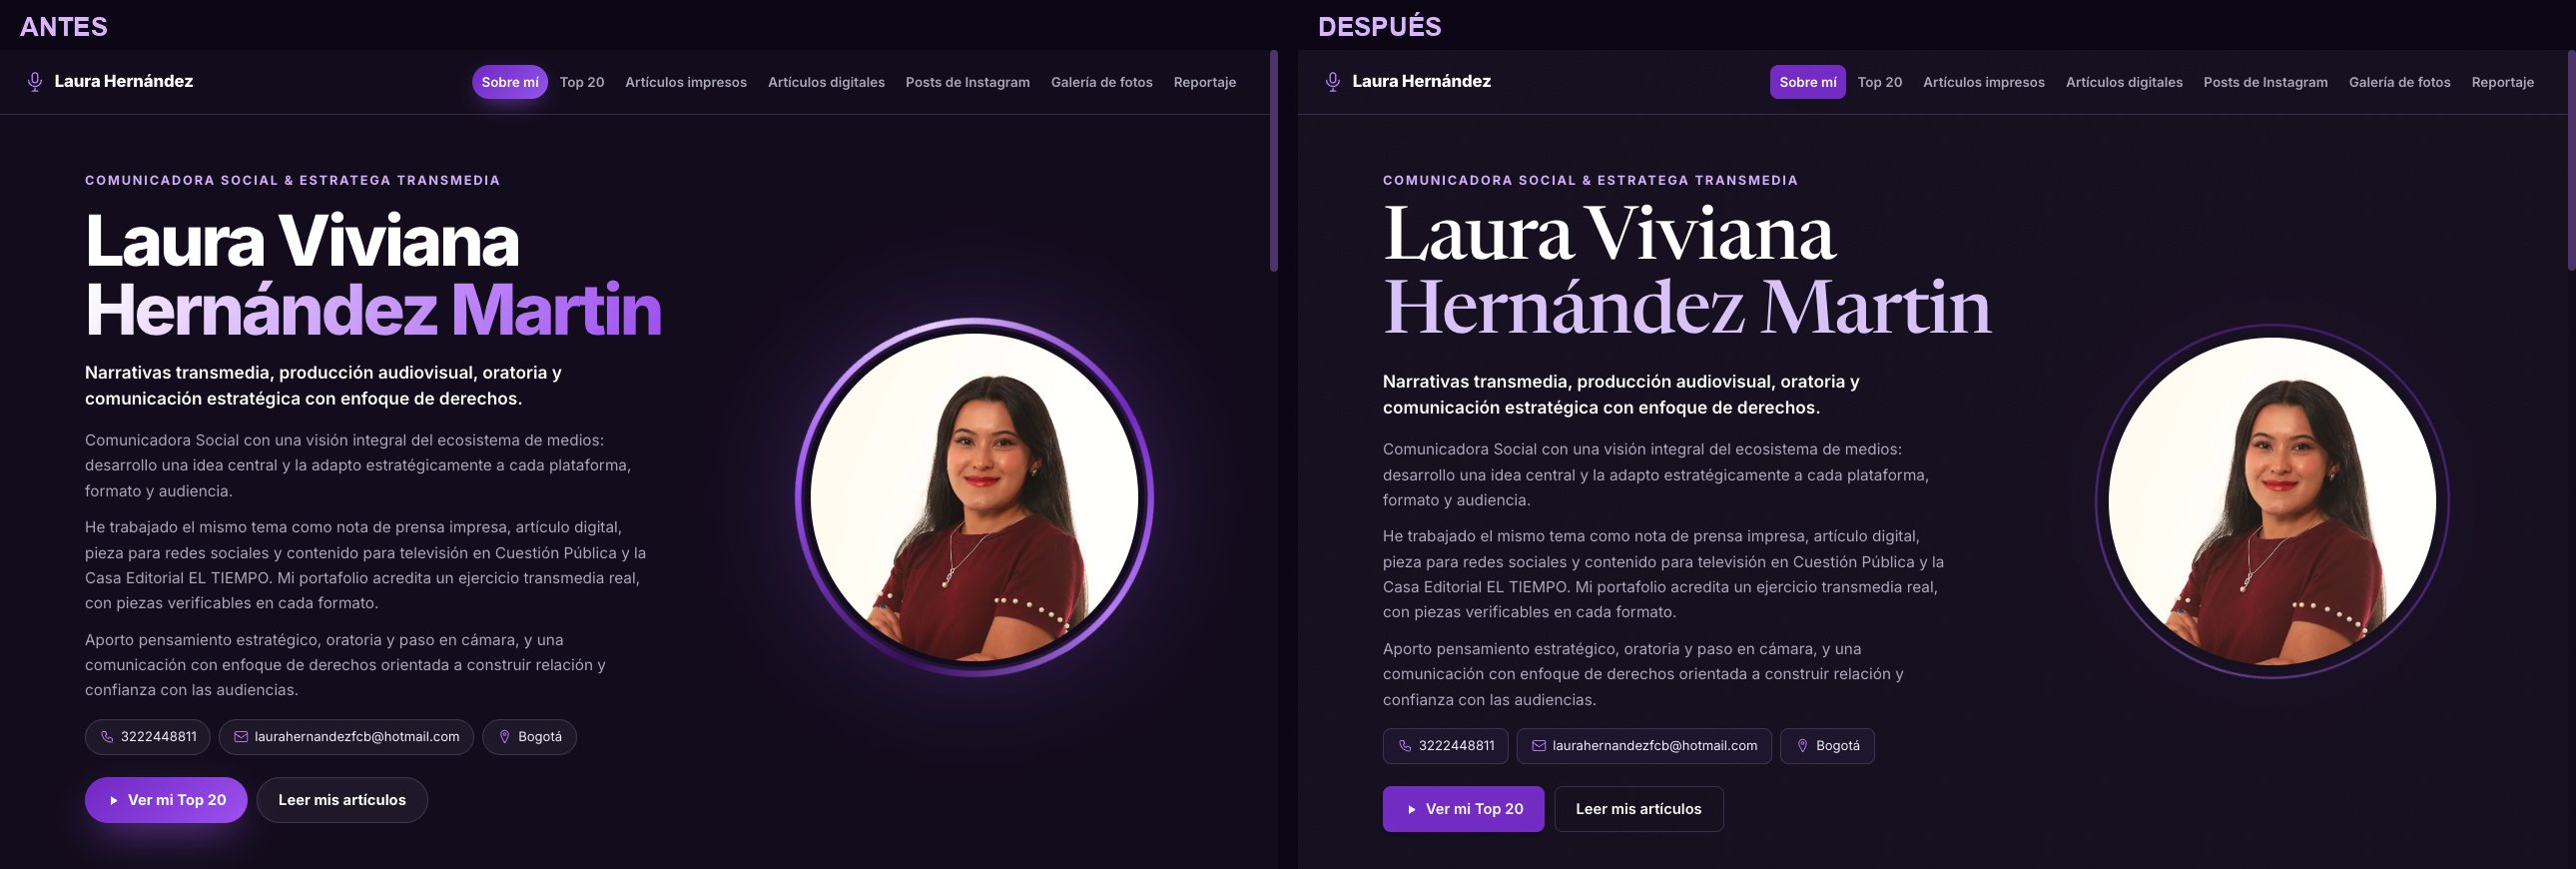 ANTES
Laura Hernández
Sobre mí Top 20 Artículos impresos Artículos digitales Posts de Instagram Galería de fotos Reportaje
COMUNICADORA SOCIAL & ESTRATEGA TRANSMEDIA
Laura Viviana
Hernández Martin
Narrativas transmedia, producción audiovisual, oratoria y
comunicación estratégica con enfoque de derechos.
Comunicadora Social con una visión integral del ecosistema de medios:
desarrollo una idea central y la adapto estratégicamente a cada plataforma,
formato y audiencia.
He trabajado el mismo tema como nota de prensa impresa, artículo digital,
pieza para redes sociales y contenido para televisión en Cuestión Pública y la
Casa Editorial EL TIEMPO. Mi portafolio acredita un ejercicio transmedia real,
con piezas verificables en cada formato.
Aporto pensamiento estratégico, oratoria y paso en cámara, y una
comunicación con enfoque de derechos orientada a construir relación y
confianza con las audiencias.
3222448811 laurahernandezfcb@hotmail.com Bogotá
Ver mi Top 20 Leer mis artículos
DESPUÉS
Laura Hernández
Sobre mí Top 20 Artículos impresos Artículos digitales Posts de Instagram Galería de fotos Reportaje
COMUNICADORA SOCIAL & ESTRATEGA TRANSMEDIA
Laura Viviana
Hernández Martin
Narrativas transmedia, producción audiovisual, oratoria y
comunicación estratégica con enfoque de derechos.
Comunicadora Social con una visión integral del ecosistema de medios:
desarrollo una idea central y la adapto estratégicamente a cada plataforma,
formato y audiencia.
He trabajado el mismo tema como nota de prensa impresa, artículo digital,
pieza para redes sociales y contenido para televisión en Cuestión Pública y la
Casa Editorial EL TIEMPO. Mi portafolio acredita un ejercicio transmedia real,
con piezas verificables en cada formato.
Aporto pensamiento estratégico, oratoria y paso en cámara, y una
comunicación con enfoque de derechos orientada a construir relación y
confianza con las audiencias.
3222448811 laurahernandezfcb@hotmail.com Bogotá
Ver mi Top 20 Leer mis artículos